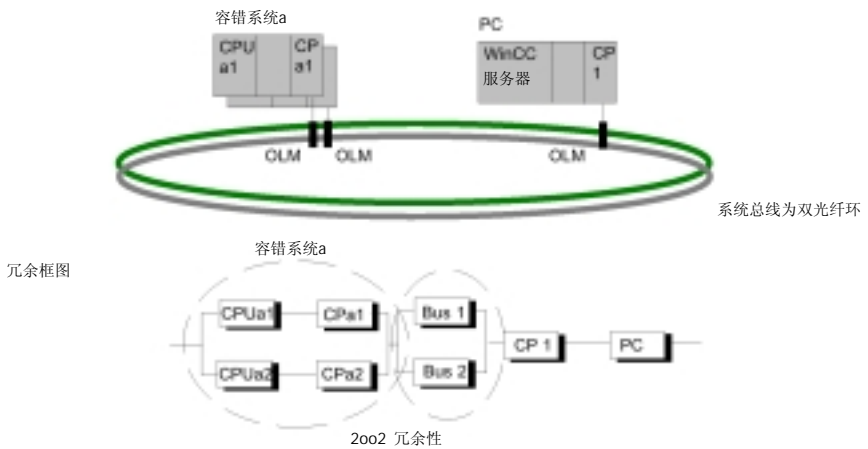 容错系统a
PC
CPU
a1
CP
a1
WinCC
服务器
CP
1
OLM
OLM
OLM
系统总线为双光纤环
容错系统a
冗余框图
CPUa1
CPa1
Bus 1
CP 1
PC
CPUa2
CPa2
Bus 2
2oo2 冗余性